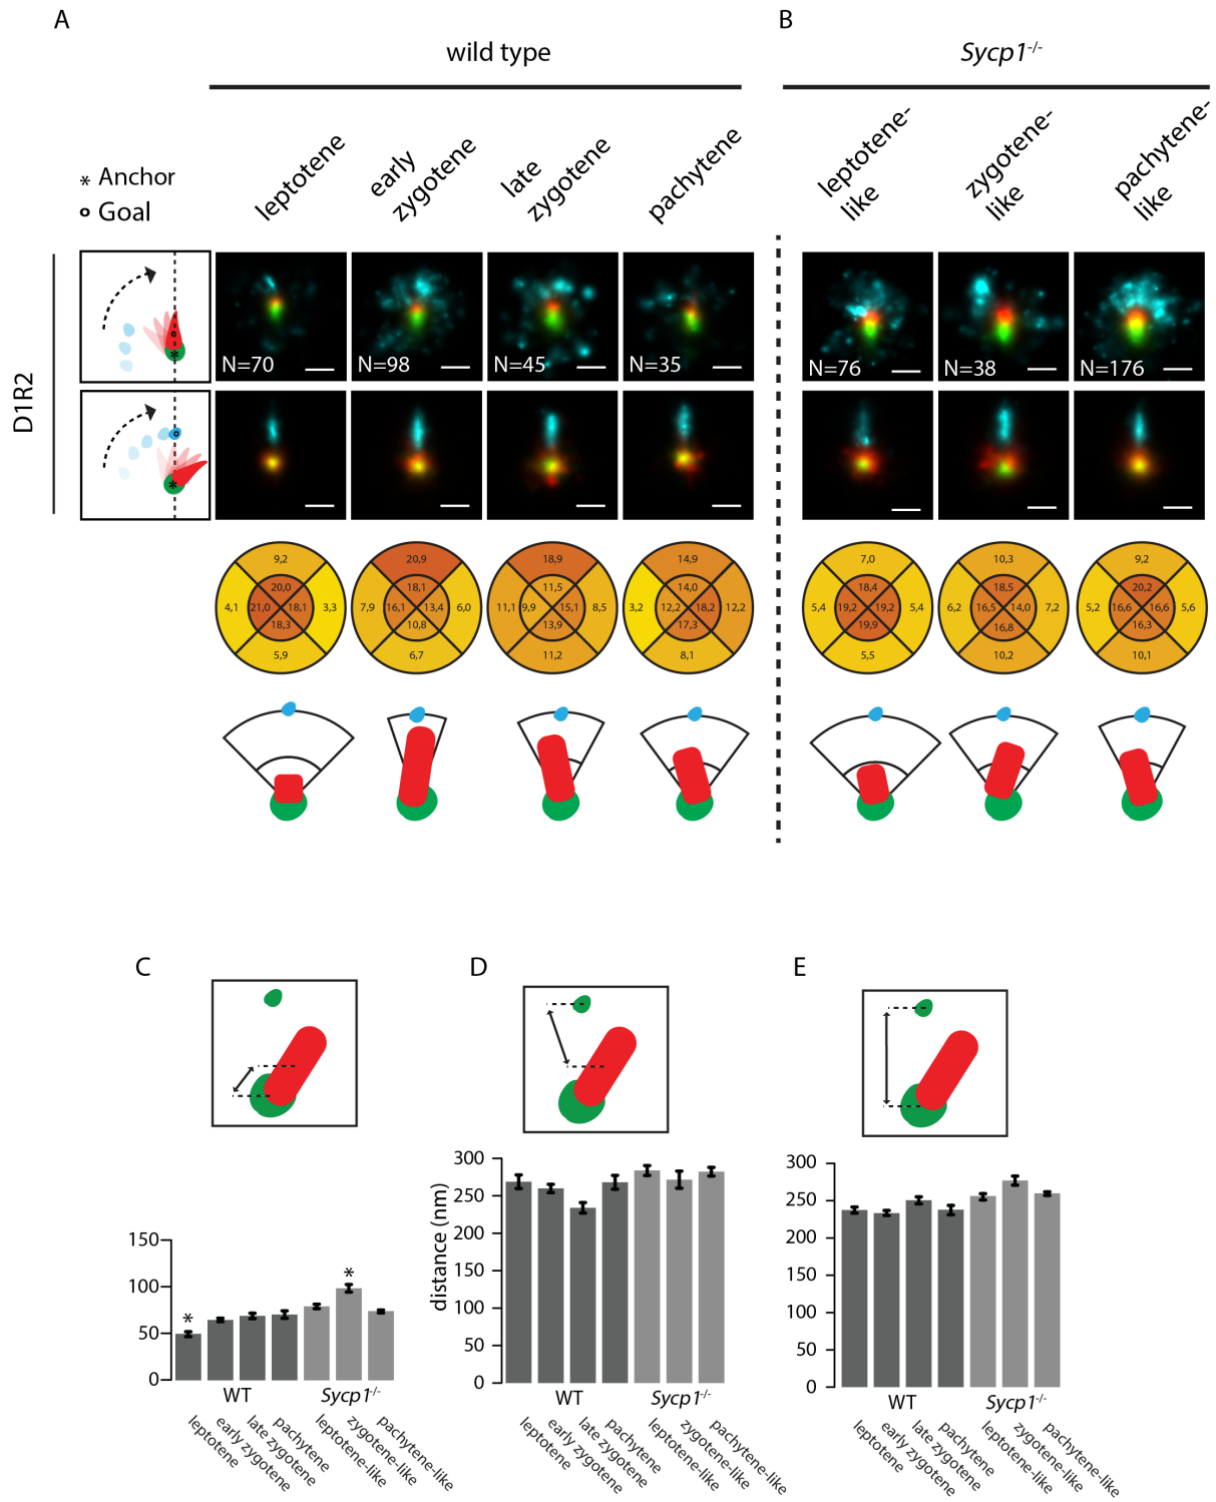 A
B
wild type
Sycp1-/-
leptotene
early
zygotene
late
zygotene
pachytene
leptotene-
like
zygotene-
like
pachytene-
like
* Anchor
o Goal
D1R2
N=70
N=98
N=45
N=35
N=76
N=38
N=176
9,2
20,0
4,1
21,0
18,1
3,3
18,3
5,9
20,9
18,1
7,9
16,1
13,4
6,0
10,8
6,7
18,9
11,5
11,1
9,9
15,1
8,5
13,9
11,2
14,9
14,0
3,2
12,2
18,2
12,2
17,3
8,1
7,0
18,4
5,4
19,2
19,2
5,4
19,9
5,5
10,3
18,5
6,2
16,5
14,0
7,2
16,8
10,2
9,2
20,2
5,2
16,6
16,6
5,6
16,3
10,1
C
150
100
50
0
*
*
WT
Sycp1-/-
leptotene
early zygotene
late zygotene
pachytene
leptotene-like
zygotene-like
pachytene-like
D
distance (nm)
300
250
200
150
100
50
0
WT
Sycp1-/-
leptotene
early zygotene
late zygotene
pachytene
leptotene-like
zygotene-like
pachytene-like
E
300
250
200
150
100
50
0
WT
Sycp1-/-
leptotene
early zygotene
late zygotene
pachytene
leptotene-like
zygotene-like
pachytene-like